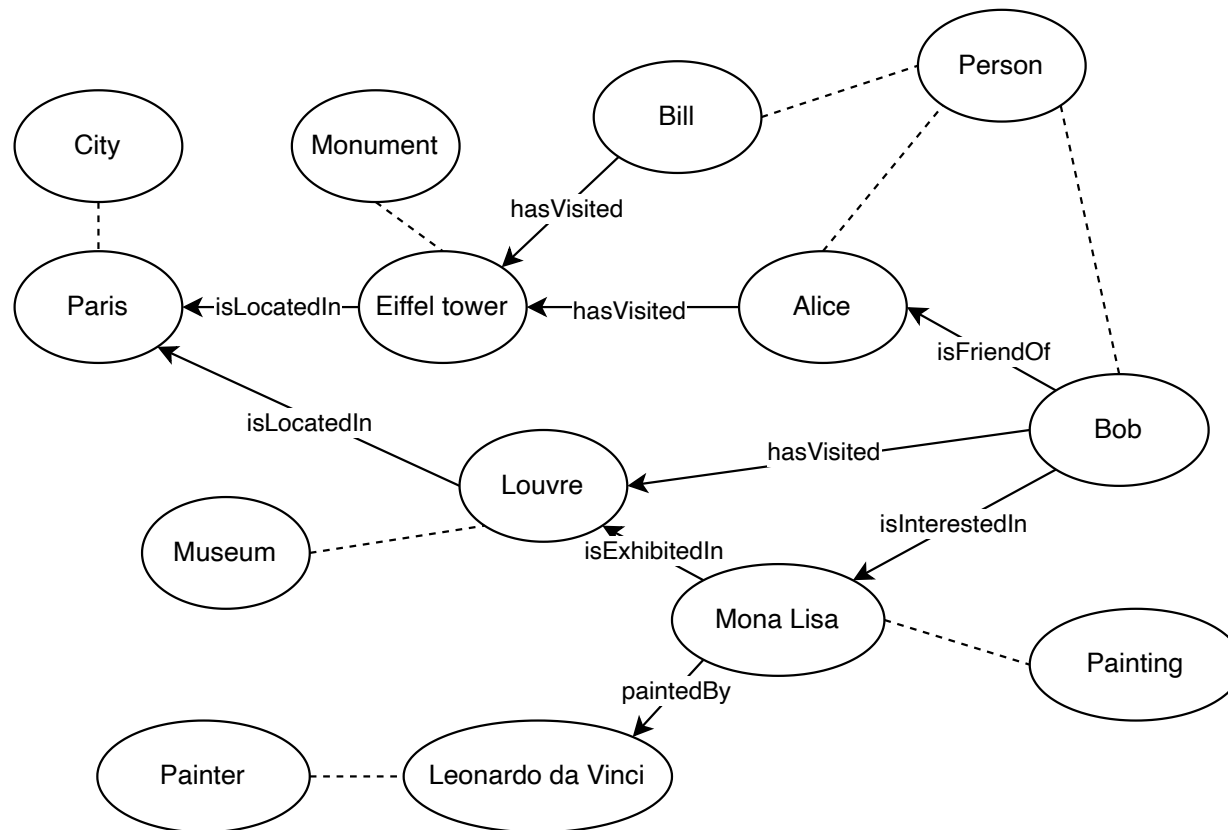 Person
Bill
City
Monument
hasVisited
Paris
isLocatedIn
Eiffel tower
hasVisited
Alice
isFriendOf
isLocatedIn
Bob
hasVisited
Louvre
isInterestedIn
Museum
isExhibitedIn
Mona Lisa
Painting
paintedBy
Painter
Leonardo da Vinci